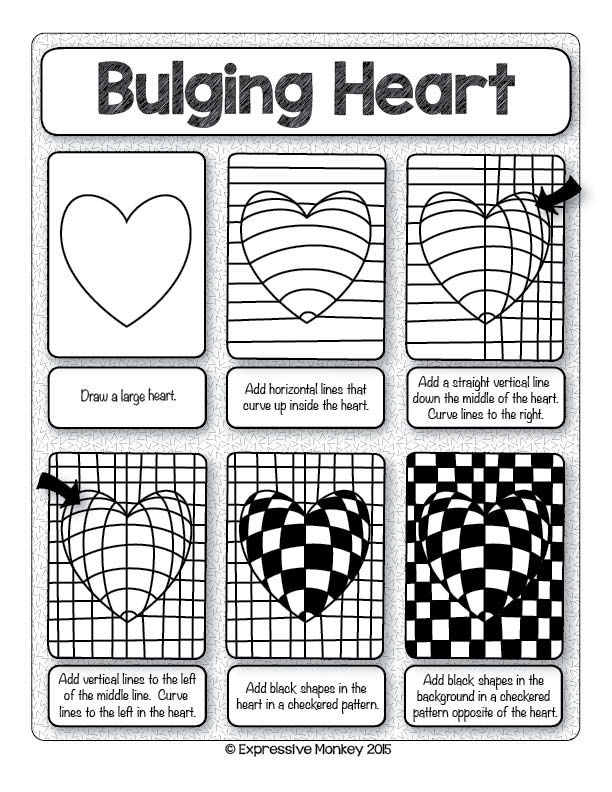 Bulging Heart
Draw a large heart.
Add horizontal lines that
curve up inside the heart.
Add a straight vertical line
down the middle of the heart.
Curve lines to the right.
Add vertical lines to the left
of the middle line. Curve
lines to the left in the heart.
Add black shapes in the
heart in a checkered pattern.
Add black shapes in the
background in a checkered
pattern opposite of the heart.
© Expressive Monkey 2015